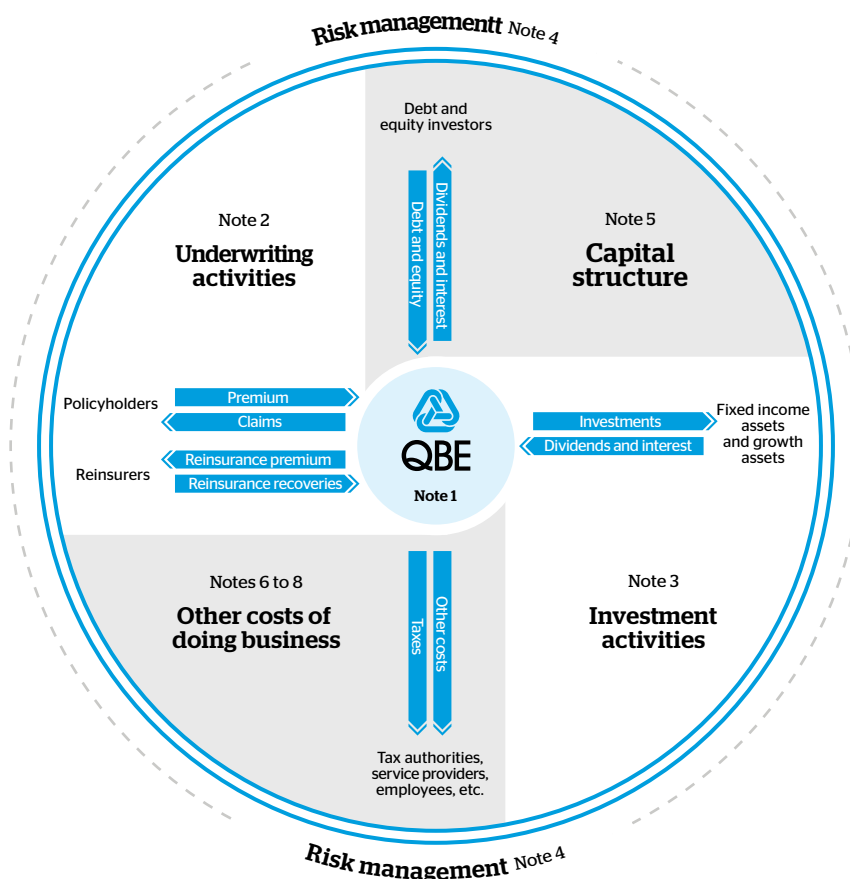 Risk managementt Note 4
Debt and
equity investors
Debt and equity
Dividends and interest
Note 2
Underwriting
activities
Note 5
Capital
structure
Policyholders
Premium
Claims
Reinsurers
Reinsurance premium
Reinsurance recoveries
QBE
Note 1
Investments
Dividends and interest
Fixed income
assets
and growth
assets
Notes 6 to 8
Other costs of
doing business
Taxes
Other costs
Note 3
Investment
activities
Tax authorities,
service providers,
employees, etc.
Risk management Note 4